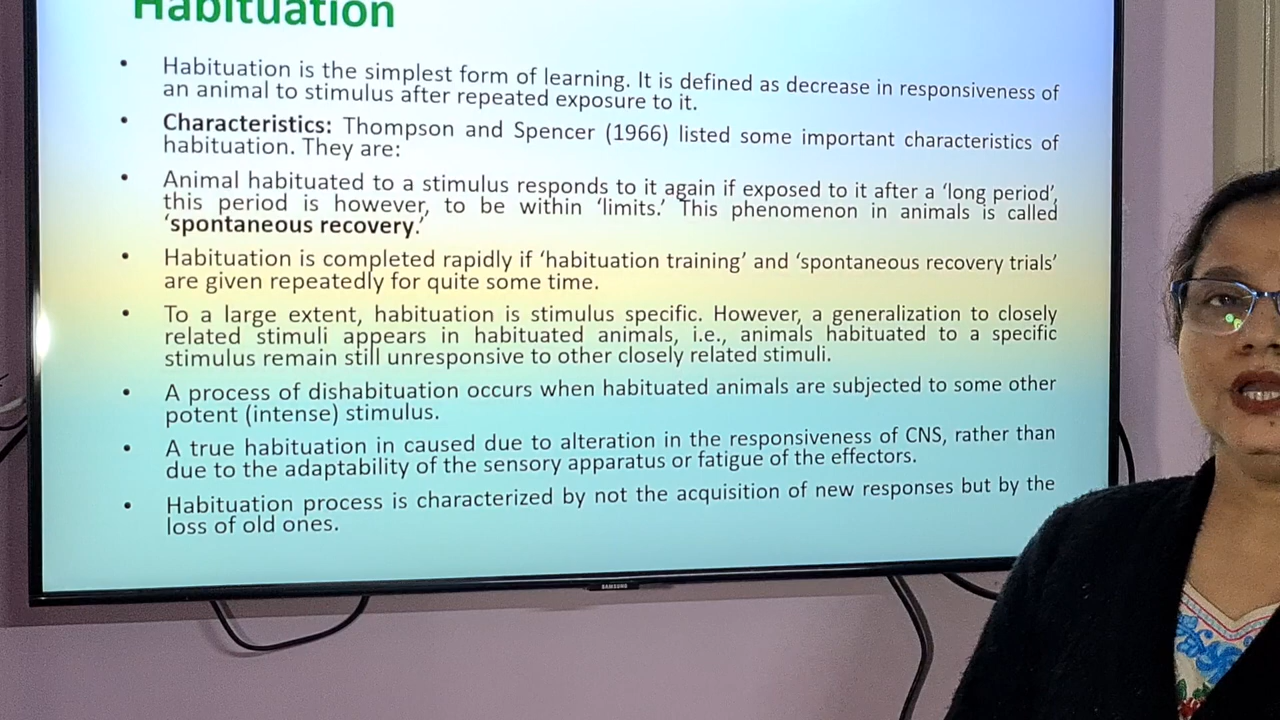 Habituation
• Habituation is the simplest form of learning. It is defined as decrease in responsiveness of
an animal to stimulus after repeated exposure to it.
• Characteristics: Thompson and Spencer (1966) listed some important characteristics of
habituation. They are:
• Animal habituated to a stimulus responds to it again if exposed to it after a ‘long period’,
this period is however, to be within ‘limits.’ This phenomenon in animals is called
‘spontaneous recovery.’
• Habituation is completed rapidly if ‘habituation training’ and ‘spontaneous recovery trials’
are given repeatedly for quite some time.
• To a large extent, habituation is stimulus specific. However, a generalization to closely
related stimuli appears in habituated animals, i.e., animals habituated to a specific
stimulus remain still unresponsive to other closely related stimuli.
• A process of dishabituation occurs when habituated animals are subjected to some other
potent (intense) stimulus.
• A true habituation in caused due to alteration in the responsiveness of CNS, rather than
due to the adaptability of the sensory apparatus or fatigue of the effectors.
• Habituation process is characterized by not the acquisition of new responses but by the
loss of old ones.
SAMSUNG